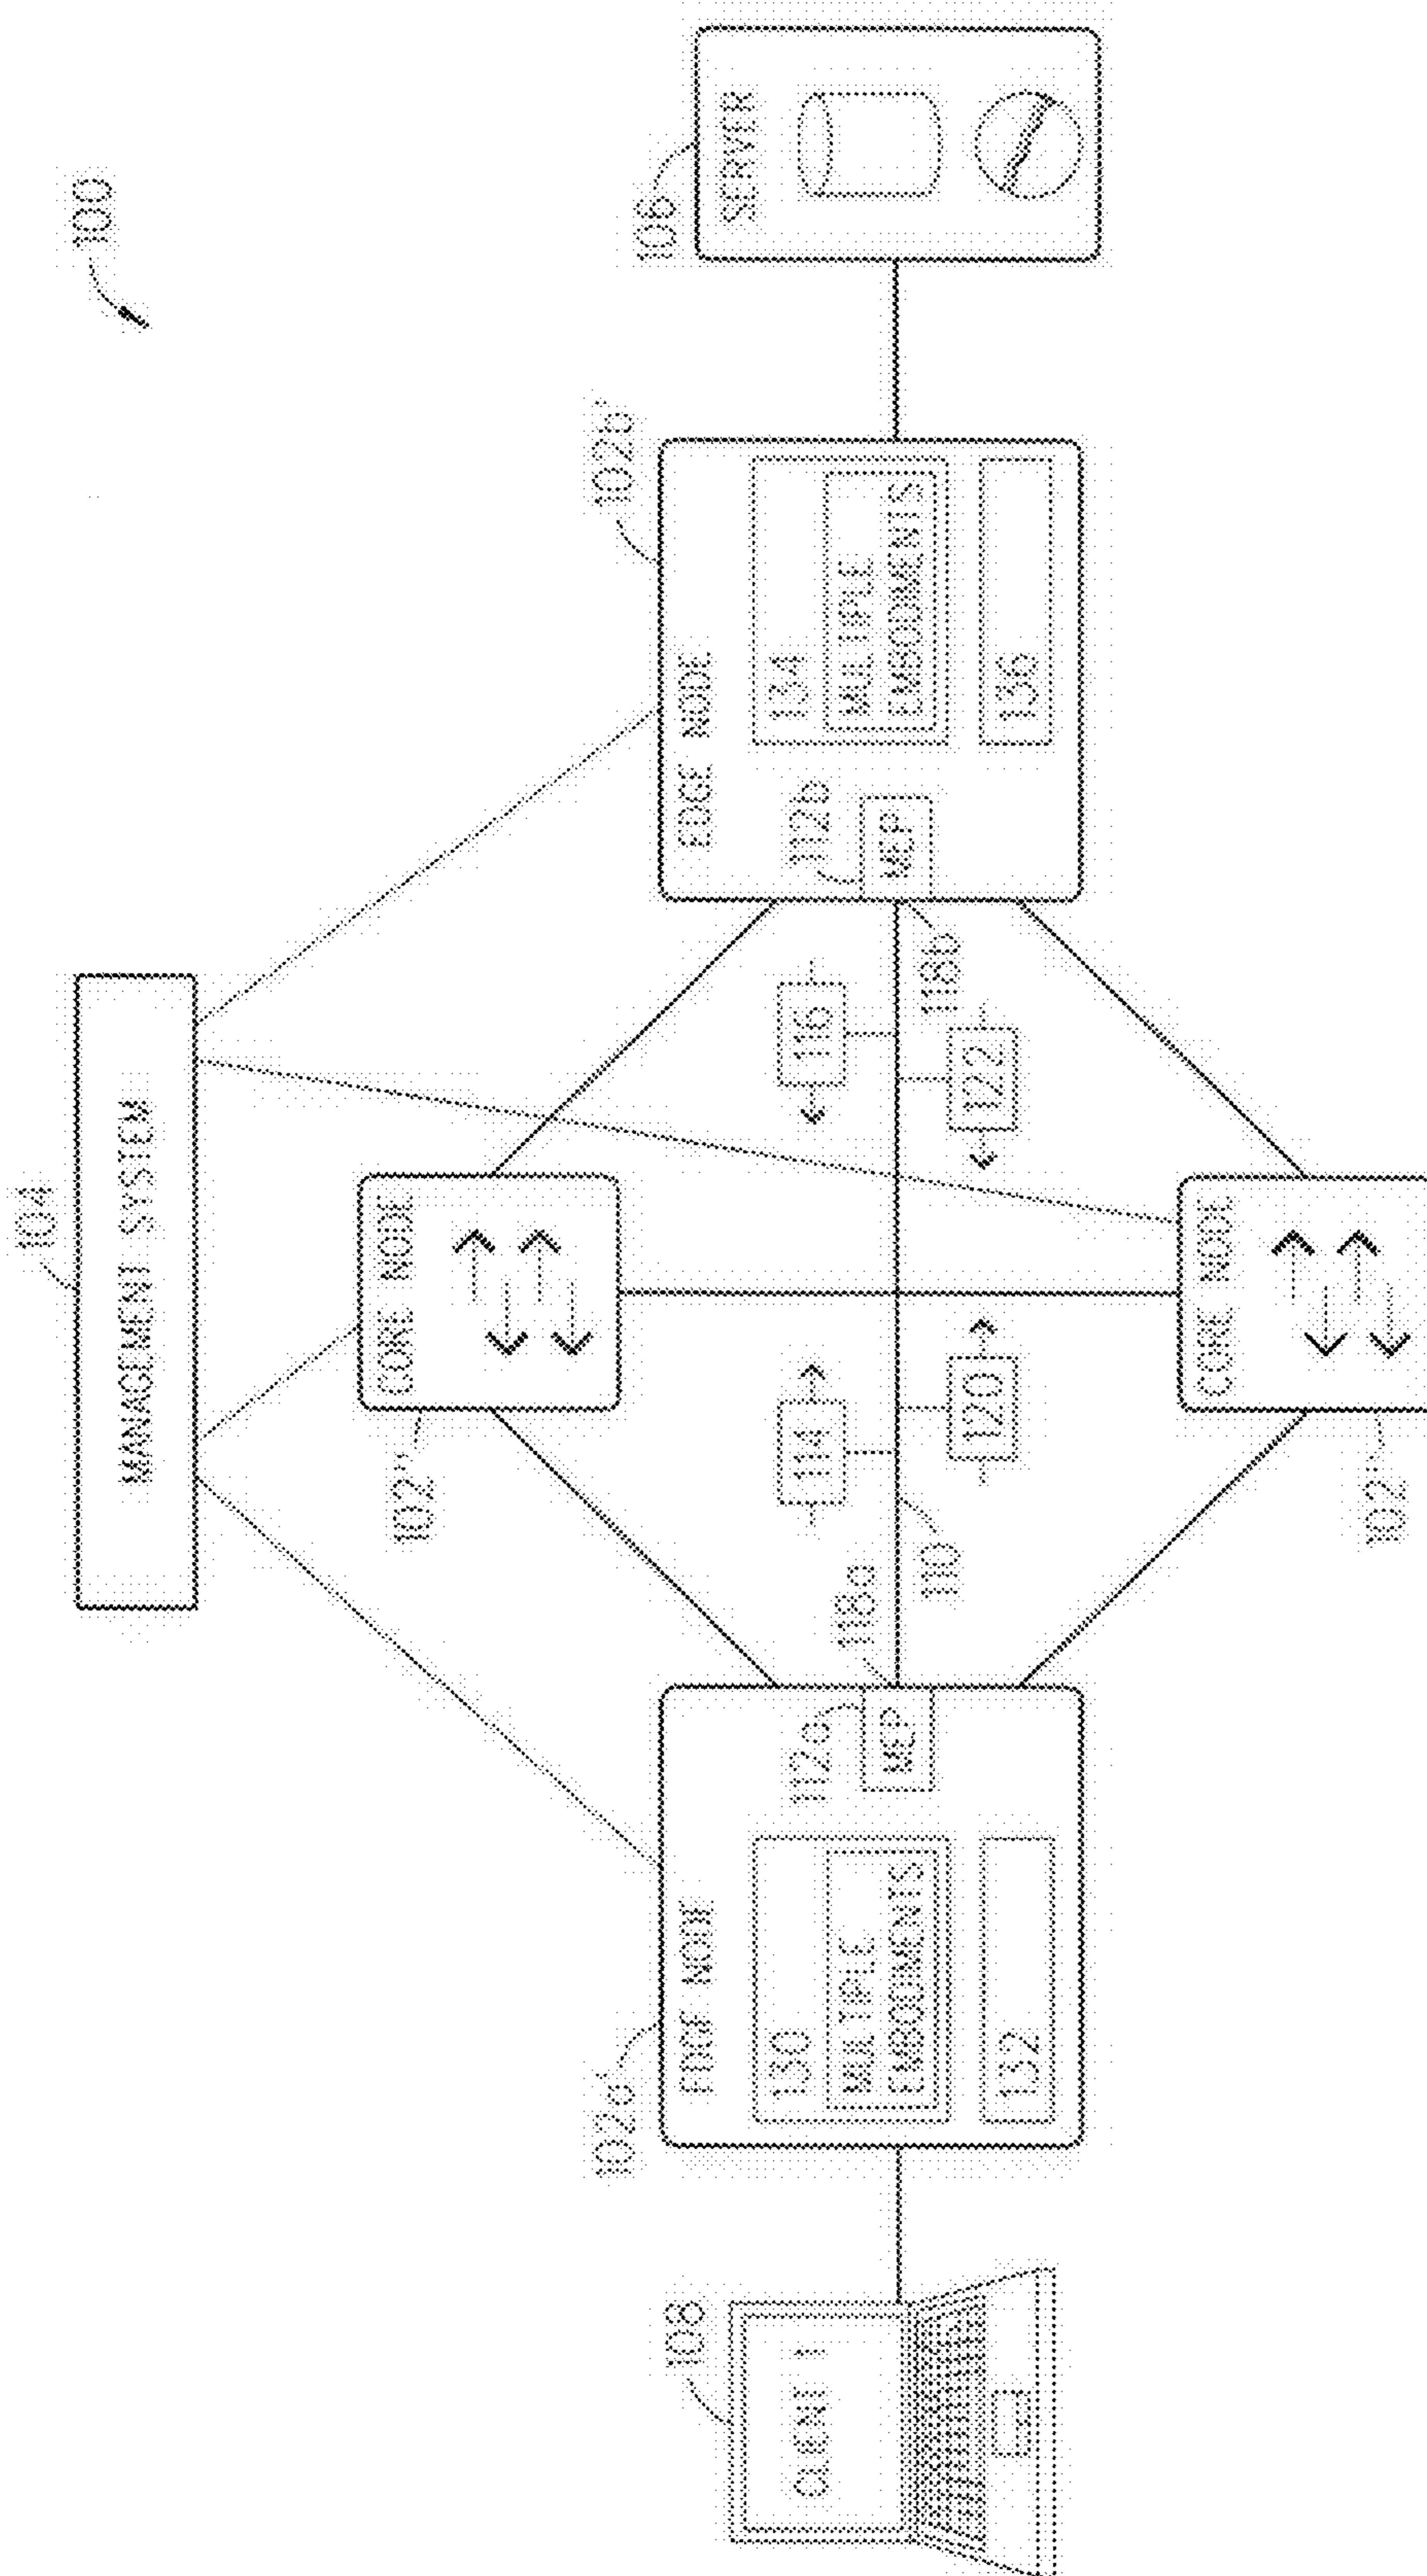 100
104
MANAGEMENT SYSTEM
102''
CORE NODE
102a'
EDGE NODE
130
MULTIPLE
EMBODIMENTS
132
112a
MEP
118a
110
114
116
120
122
118b
102b'
EDGE NODE
112b
MEP
134
MULTIPLE
EMBODIMENTS
136
106
SERVER
108
CLIENT 1
102''
CORE NODE